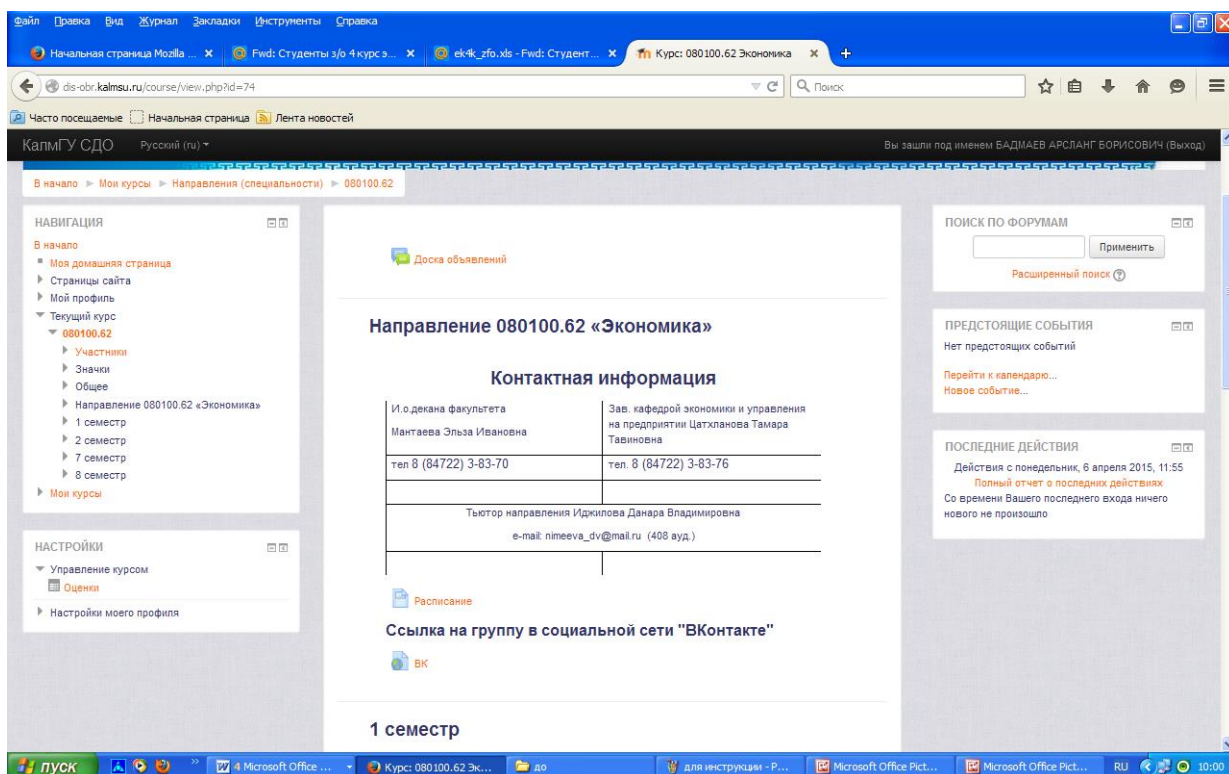 Файл Правка Вид Журнал Закладки Инструменты Справка
Начальная страница Mozilla ... Fwd: Студенты з/о 4 курс э... ek4k_zfo.xls - Fwd: Студент... Курс: 080100.62 Экономика
dis-obr.kalmsu.ru/course/view.php?id=74 Поиск
Часто посещаемые Начальная страница Лента новостей
КалмГУ СДО Русский (ru) Вы зашли под именем БАДМАЕВ АРСЛАНГ БОРИСОВИЧ (Выход)
В начало Мои курсы Направления (специальности) 080100.62
НАВИГАЦИЯ
В начало
Моя домашняя страница
Страницы сайта
Мой профиль
Текущий курс
080100.62
Участники
Значки
Общее
Направление 080100.62 «Экономика»
1 семестр
2 семестр
7 семестр
8 семестр
Мои курсы
НАСТРОЙКИ
Управление курсом
Оценки
Настройки моего профиля
Доска объявлений
Направление 080100.62 «Экономика»
Контактная информация
И.о.декана факультета
Мантаева Эльза Ивановна
Зав. кафедрой экономики и управления
на предприятии Цатхланова Тамара
Тавиновна
тел 8 (84722) 3-83-70
тел. 8 (84722) 3-83-76
Тьютор направления Иджилова Данара Владимировна
e-mail: nimeeva_dv@mail.ru (408 ауд.)
Расписание
Ссылка на группу в социальной сети "ВКонтакте"
ВК
1 семестр
ПОИСК ПО ФОРУМАМ
Применить
Расширенный поиск
ПРЕДСТОЯЩИЕ СОБЫТИЯ
Нет предстоящих событий
Перейти к календарю...
Новое событие...
ПОСЛЕДНИЕ ДЕЙСТВИЯ
Действия с понедельник, 6 апреля 2015, 11:55
Полный отчет о последних действиях
Со времени Вашего последнего входа ничего
нового не произошло
пуск 4 Microsoft Office ... Курс: 080100.62 Эк... до для инструкции - P... Microsoft Office Pict... Microsoft Office Pict... RU 10:00